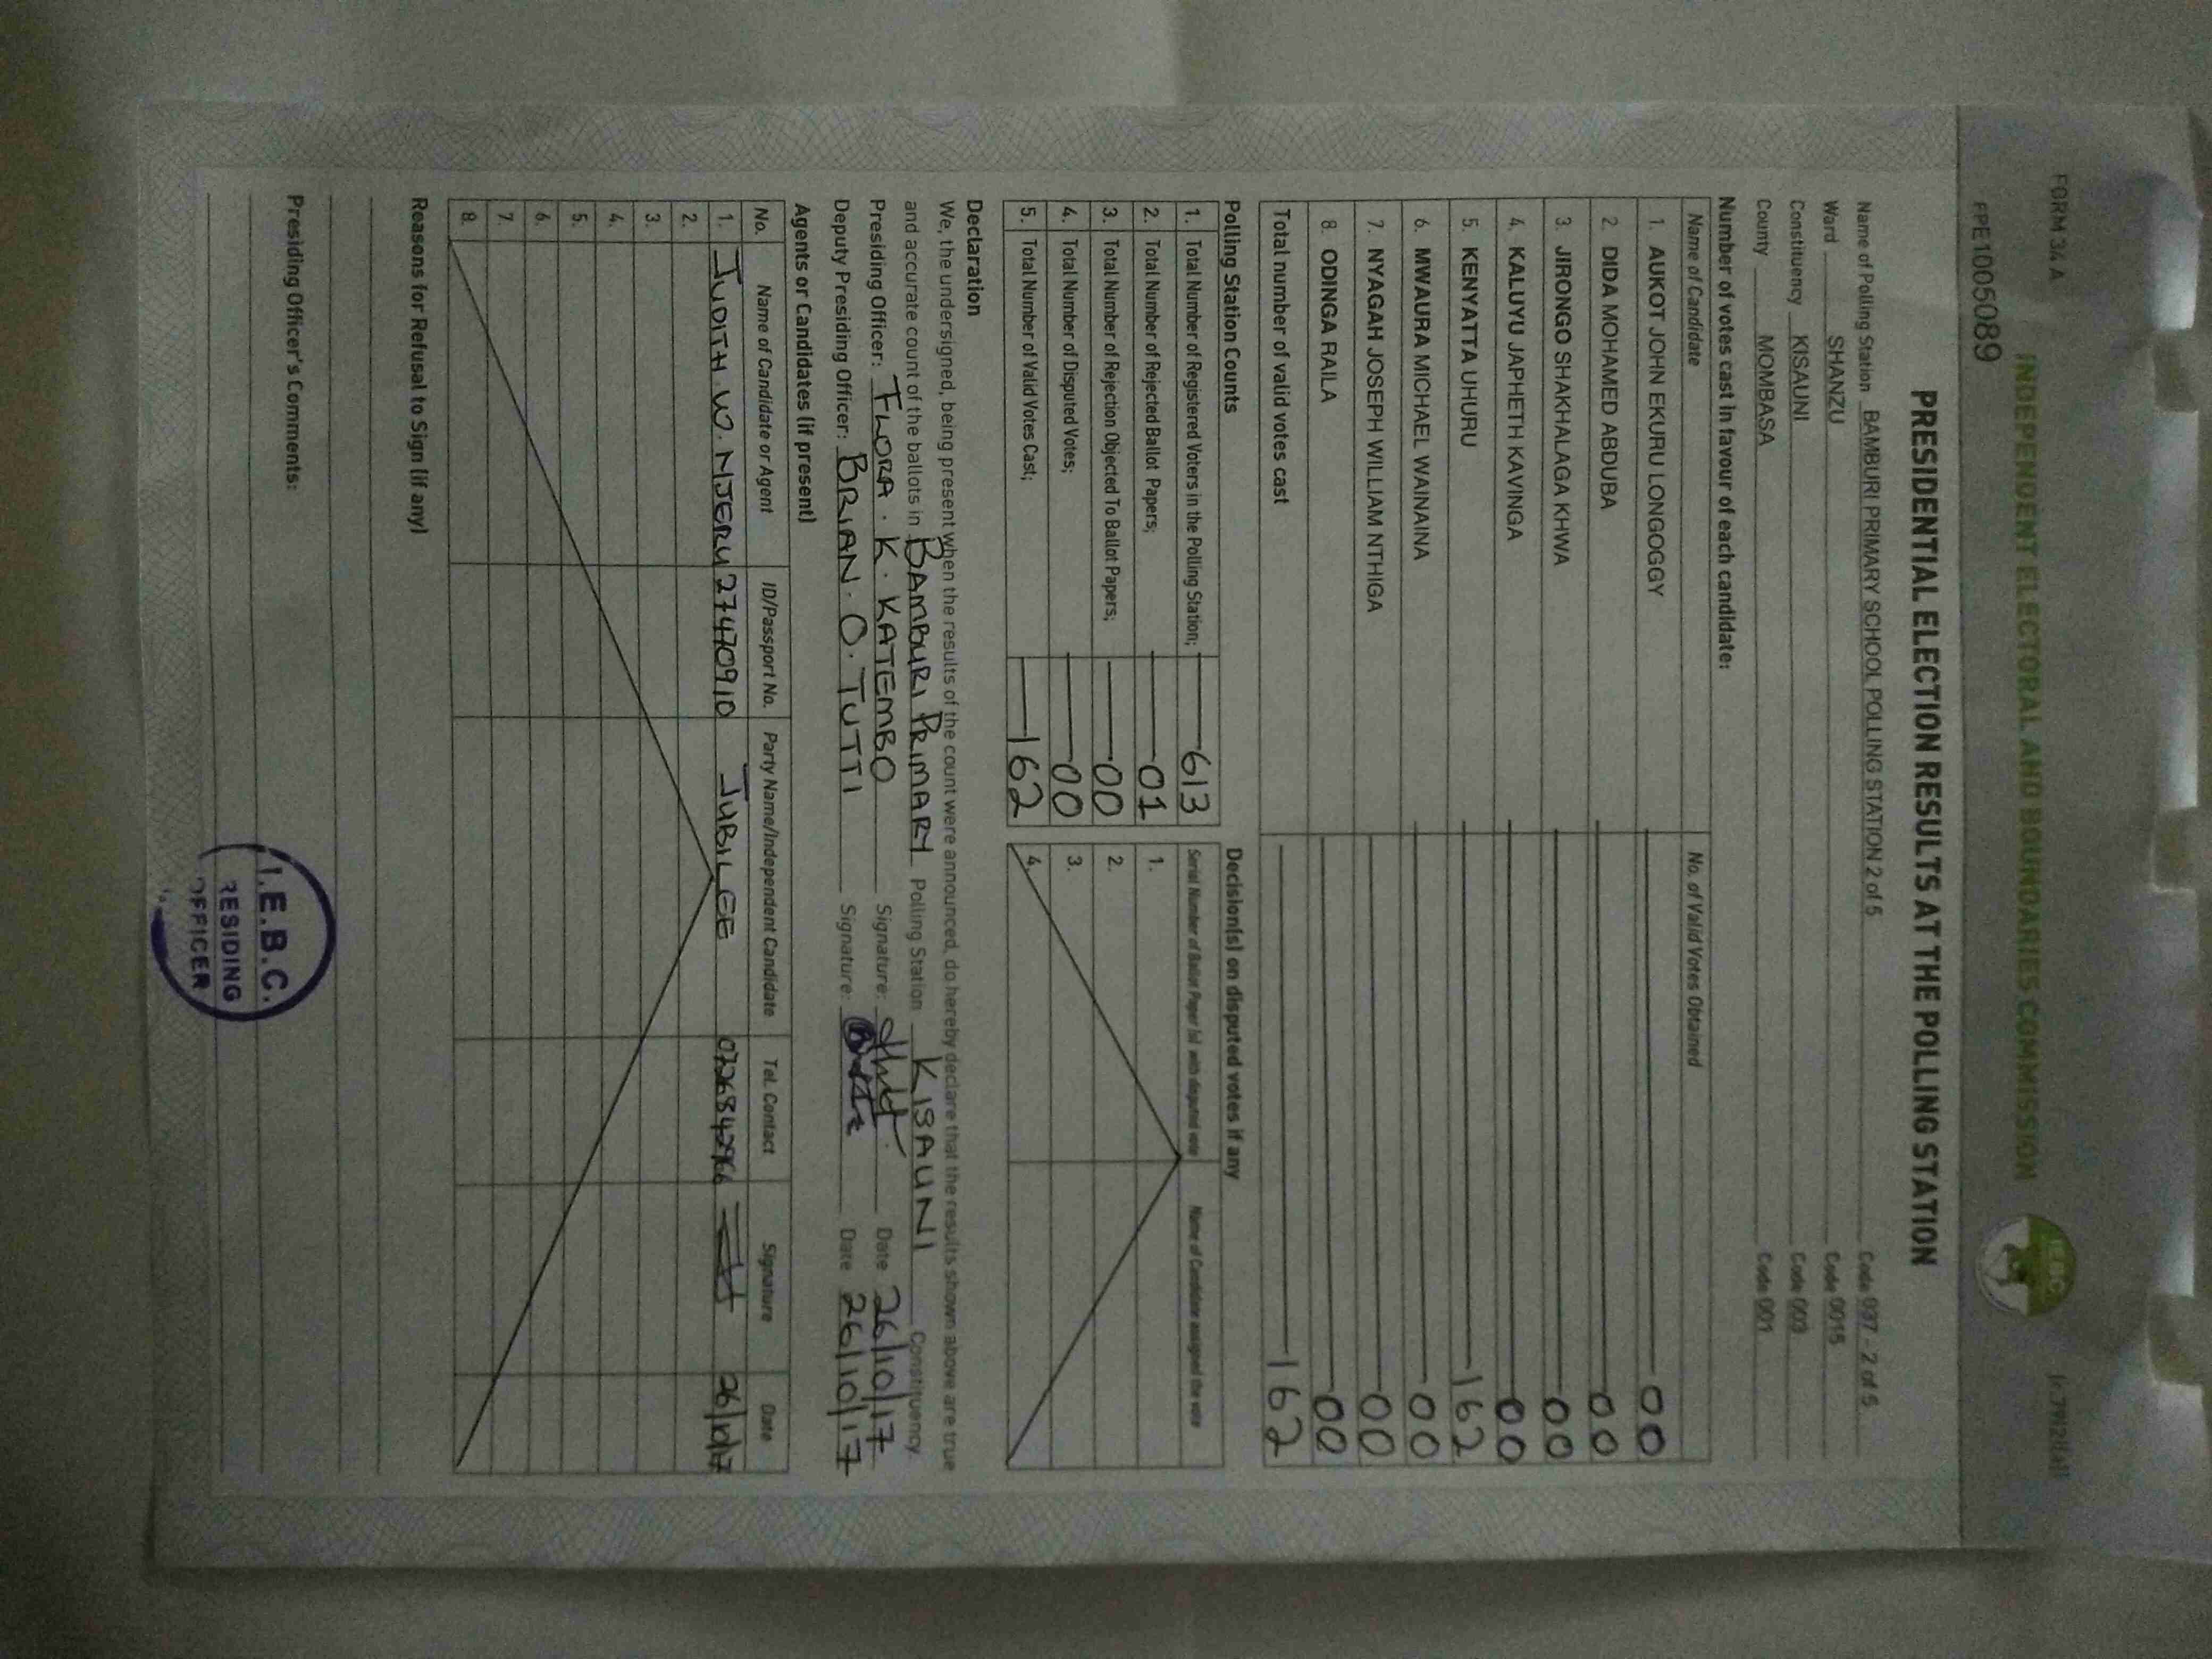 FORM 34 A
INDEPENDENT ELECTORAL AND BOUNDARIES COMMISSION
PPE1005089
PRESIDENTIAL ELECTION RESULTS AT THE POLLING STATION
Name of Polling Station BAMBURI PRIMARY SCHOOL POLLING STATION 2 of 5 Code 037 - 2 of 5
Ward SHANZU Code 0015
Constituency KISAUNI Code 003
County MOMBASA Code 001
Number of votes cast in favour of each candidate:
Name of Candidate No. of Valid Votes Obtained
1. AUKOT JOHN EKURU LONGOGGY 00
2. DIDA MOHAMED ABDUBA 00
3. JIRONGO SHAKHALAGA KHWA 00
4. KALUYU JAPHETH KAVINGA 00
5. KENYATTA UHURU 162
6. MWAURA MICHAEL WAINAINA 00
7. NYAGAH JOSEPH WILLIAM NTHIGA 00
8. ODINGA RAILA 00
Total number of valid votes cast 162
Polling Station Counts
1. Total Number of Registered Voters in the Polling Station; 613
2. Total Number of Rejected Ballot Papers; 01
3. Total Number of Rejection Objected To Ballot Papers; 00
4. Total Number of Disputed Votes; 00
5. Total Number of Valid Votes Cast; 162
Decision(s) on disputed votes if any
Serial Number of Ballot Paper (s) with disputed vote Name of Candidate assigned the vote
1.
2.
3.
4.
Declaration
We, the undersigned, being present when the results of the count were announced, do hereby declare that the results shown above are true
and accurate count of the ballots in BAMBURI PRIMARY Polling Station KISAUNI Constituency.
Presiding Officer: FLORA . K . KATEMBO Signature: Date 26/10/17
Deputy Presiding Officer: BRIAN . O . TUTTI Signature: Date 26/10/17
Agents or Candidates (if present)
No. Name of Candidate or Agent ID/Passport No. Party Name/Independent Candidate Tel. Contact Signature Date
1. JUDITH .W. NJERU 27470910 JUBILEE 26/10/17
2.
3.
4.
5.
6.
7.
8.
Reasons for Refusal to Sign (if any)
Presiding Officer's Comments:
I.E.B.C.
RESIDING
OFFICER